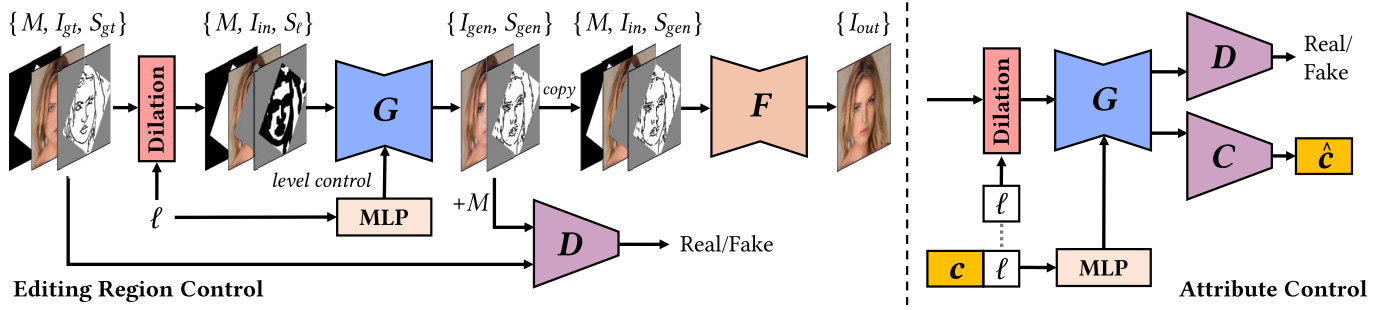 {M, I_gt, S_gt}
{M, I_in, S_ℓ}
{I_gen, S_gen}
{M, I_in, S_gen}
{I_out}
Dilation
G
copy
F
level control
ℓ
MLP
+M
D
Real/Fake
Editing Region Control
Dilation
G
D
Real/
Fake
C
ĉ
ℓ
c
ℓ
MLP
Attribute Control